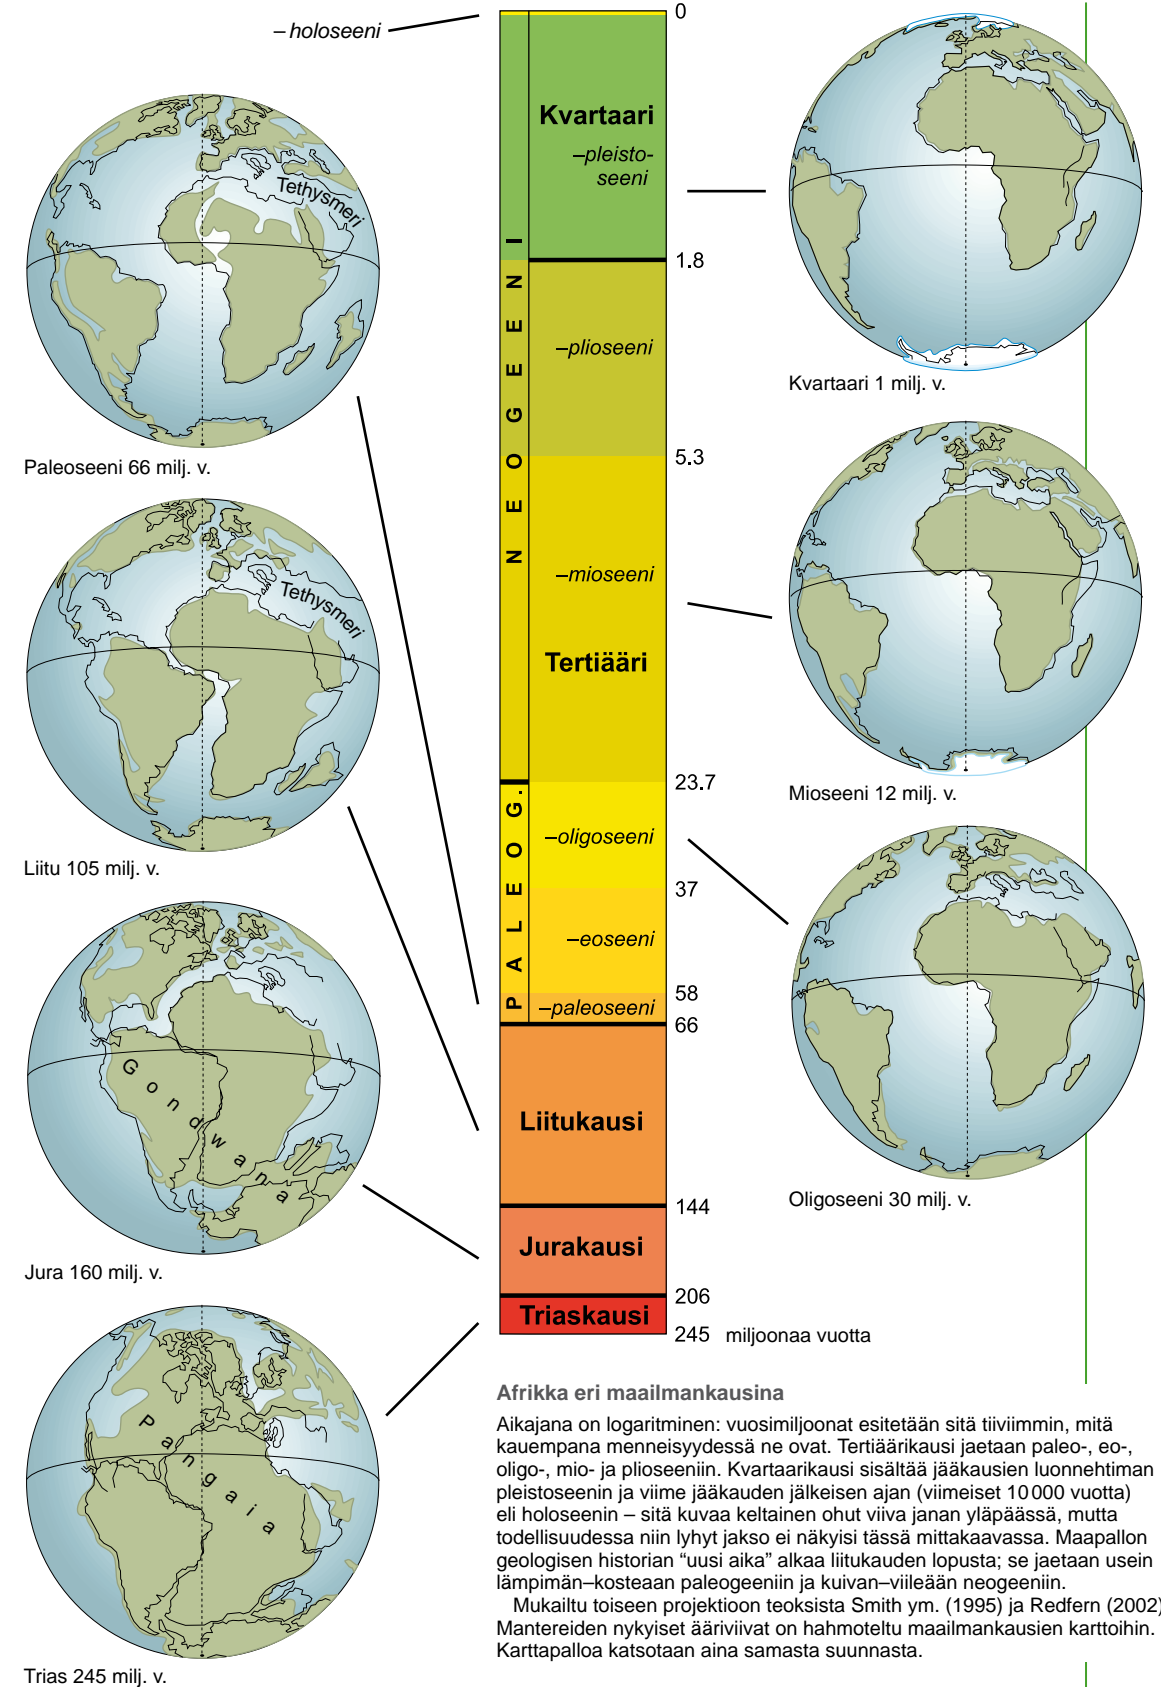 – holoseeni
0
Kvartaari
–pleisto-
seeni
1.8
NEOGEENI
–plioseeni
5.3
–mioseeni
Tertiääri
23.7
PALEOG.
–oligoseeni
37
–eoseeni
58
–paleoseeni
66
Liitukausi
144
Jurakausi
206
Triaskausi
245 miljoonaa vuotta
Tethysmeri
Paleoseeni 66 milj. v.
Tethysmeri
Liitu 105 milj. v.
Gondwana
Jura 160 milj. v.
Pangaia
Trias 245 milj. v.
Kvartaari 1 milj. v.
Mioseeni 12 milj. v.
Oligoseeni 30 milj. v.
Afrikka eri maailmankausina
Aikajana on logaritminen: vuosimiljoonat esitetään sitä tiiviimmin, mitä
kauempana menneisyydessä ne ovat. Tertiäärikausi jaetaan paleo-, eo-,
oligo-, mio- ja plioseeniin. Kvartaarikausi sisältää jääkausien luonnehtiman
pleistoseenin ja viime jääkauden jälkeisen ajan (viimeiset 10 000 vuotta)
eli holoseenin – sitä kuvaa keltainen ohut viiva janan yläpäässä, mutta
todellisuudessa niin lyhyt jakso ei näkyisi tässä mittakaavassa. Maapallon
geologisen historian “uusi aika” alkaa liitukauden lopusta; se jaetaan usein
lämpimän–kosteaan paleogeeniin ja kuivan–viileään neogeeniin.
Mukailtu toiseen projektioon teoksista Smith ym. (1995) ja Redfern (2002)
Mantereiden nykyiset ääriviivat on hahmoteltu maailmankausien karttoihin.
Karttapalloa katsotaan aina samasta suunnasta.